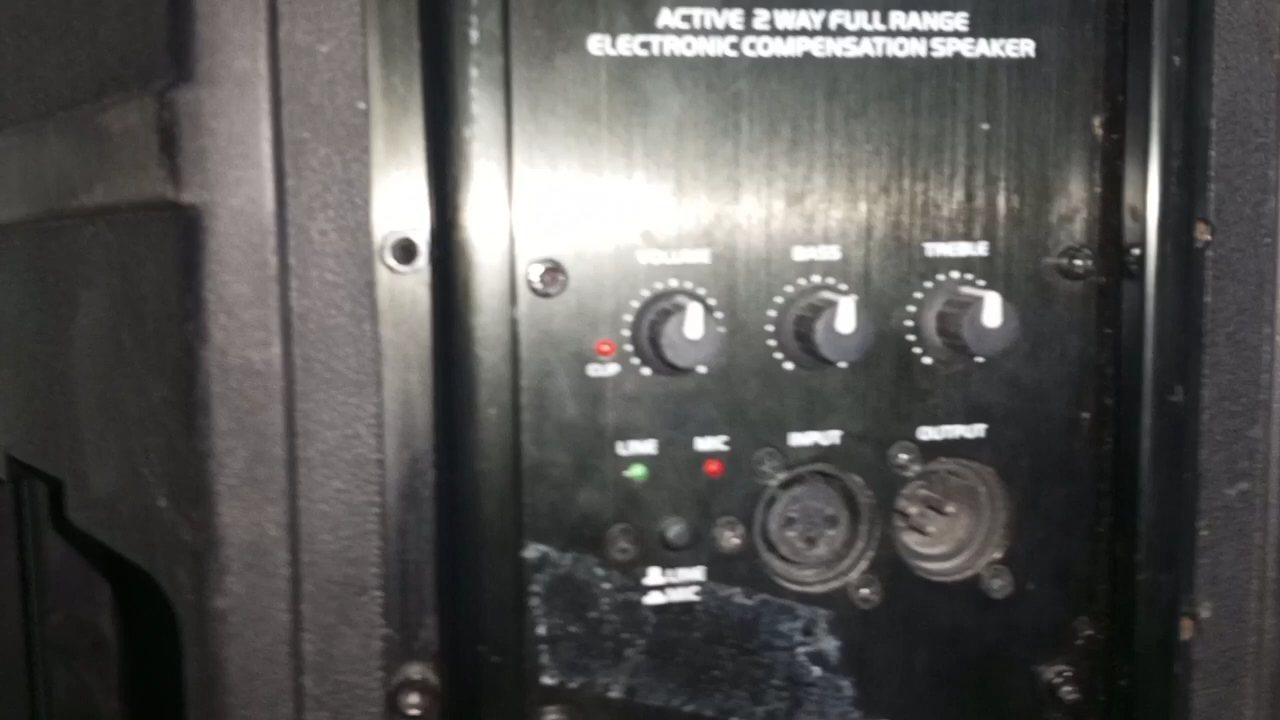 ACTIVE 2 WAY FULL RANGE
ELECTRONIC COMPENSATION SPEAKER
VOLUME BASS TREBLE
CLIP
LINE MIC INPUT OUTPUT
LINE
MIC